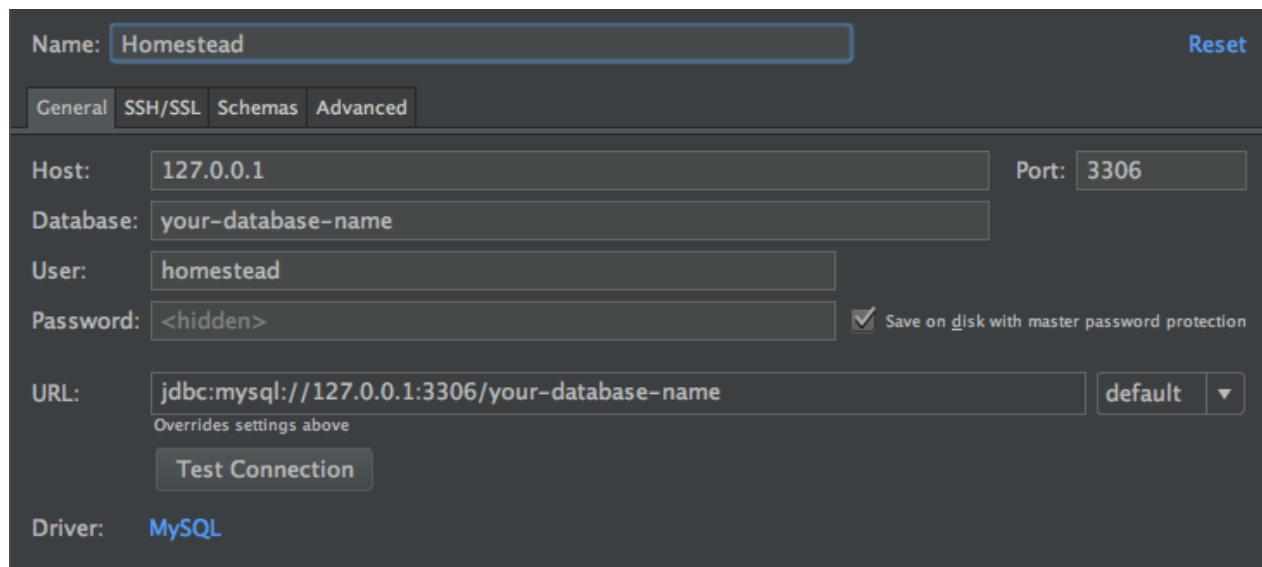 Name: Homestead Reset
General SSH/SSL Schemas Advanced
Host: 127.0.0.1 Port: 3306
Database: your-database-name
User: homestead
Password: <hidden> Save on disk with master password protection
URL: jdbc:mysql://127.0.0.1:3306/your-database-name default
Overrides settings above
Test Connection
Driver: MySQL